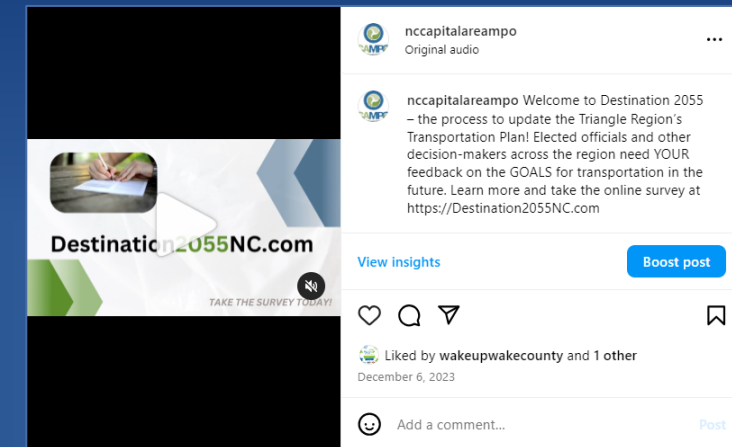 nccapitalareampo
Original audio
nccapitalareampo Welcome to Destination 2055
– the process to update the Triangle Region's
Transportation Plan! Elected officials and other
decision-makers across the region need YOUR
feedback on the GOALS for transportation in the
future. Learn more and take the online survey at
https://Destination2055NC.com
Destination2055NC.com
TAKE THE SURVEY TODAY!
View insights
Boost post
Liked by wakeupwakecounty and 1 other
December 6, 2023
Add a comment...
Post